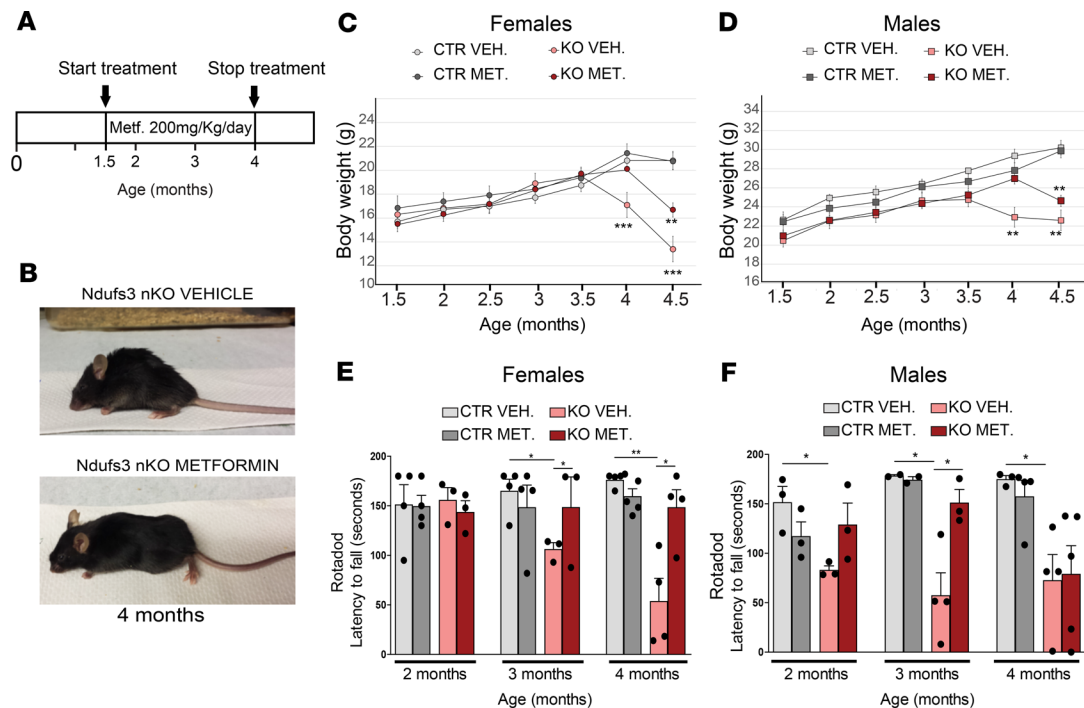 A
Start treatment
Stop treatment
Metf. 200mg/Kg/day
0
1.5
2
3
4
Age (months)
B
Ndufs3 nKO VEHICLE
Ndufs3 nKO METFORMIN
4 months
C
Females
CTR VEH.
KO VEH.
CTR MET.
KO MET.
Body weight (g)
24
22
20
18
16
14
12
10
***
**
***
1.5
2
2.5
3
3.5
4
4.5
Age (months)
D
Males
CTR VEH.
KO VEH.
CTR MET.
KO MET.
Body weight (g)
34
32
30
28
26
24
22
20
18
16
**
**
**
1.5
2
2.5
3
3.5
4
4.5
Age (months)
E
Females
CTR VEH.
KO VEH.
CTR MET.
KO MET.
Rotadod
Latency to fall (seconds)
200
150
100
50
0
*
*
**
*
2 months
3 months
4 months
Age (months)
F
Males
CTR VEH.
KO VEH.
CTR MET.
KO MET.
Rotadod
Latency to fall (seconds)
200
150
100
50
0
*
*
*
*
2 months
3 months
4 months
Age (months)